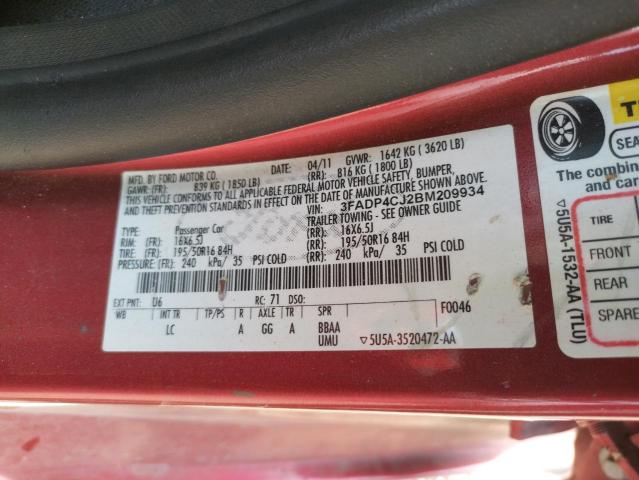 MFD. BY FORD MOTOR CO.
DATE: 04/11 GVWR: 1642 KG ( 3620 LB)
GAWR: (FR): 839 KG ( 1850 LB) (RR): 816 KG ( 1800 LB)
THIS VEHICLE CONFORMS TO ALL APPLICABLE FEDERAL MOTOR VEHICLE SAFETY, BUMPER,
AND THEFT PREVENTION STANDARDS IN EFFECT ON THE DATE OF MANUFACTURE SHOWN ABOVE
VIN: 3FADP4CJ2BM209934
TYPE: Passenger Car TRAILER TOWING - SEE OWNER GUIDE
RIM: (FR): 16X6.5J (RR): 16X6.5J
TIRE: (FR): 195/50R16 84H (RR): 195/50R16 84H
PRESSURE: (FR): 240 kPa/ 35 PSI COLD (RR): 240 kPa/ 35 PSI COLD
EXT PNT: U6 RC: 71 DSO: F0046
WB INT TR TP/PS R AXLE TR SPR
LC A GG A BBAA
UMU ▽5U5A-3520472-AA
T
SEA
The combin
and car
TIRE
FRONT
REAR
SPARE
▽5U5A-1532-AA (TLU)